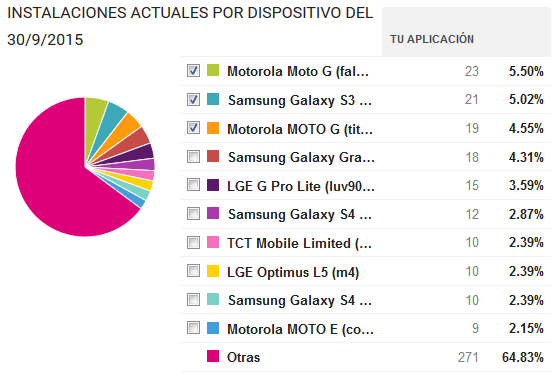 INSTALACIONES ACTUALES POR DISPOSITIVO DEL
30/9/2015
TU APLICACIÓN
Motorola Moto G (fal… 23 5.50%
Samsung Galaxy S3 … 21 5.02%
Motorola MOTO G (tit… 19 4.55%
Samsung Galaxy Gra… 18 4.31%
LGE G Pro Lite (luv90… 15 3.59%
Samsung Galaxy S4 … 12 2.87%
TCT Mobile Limited (… 10 2.39%
LGE Optimus L5 (m4) 10 2.39%
Samsung Galaxy S4 … 10 2.39%
Motorola MOTO E (co… 9 2.15%
Otras 271 64.83%